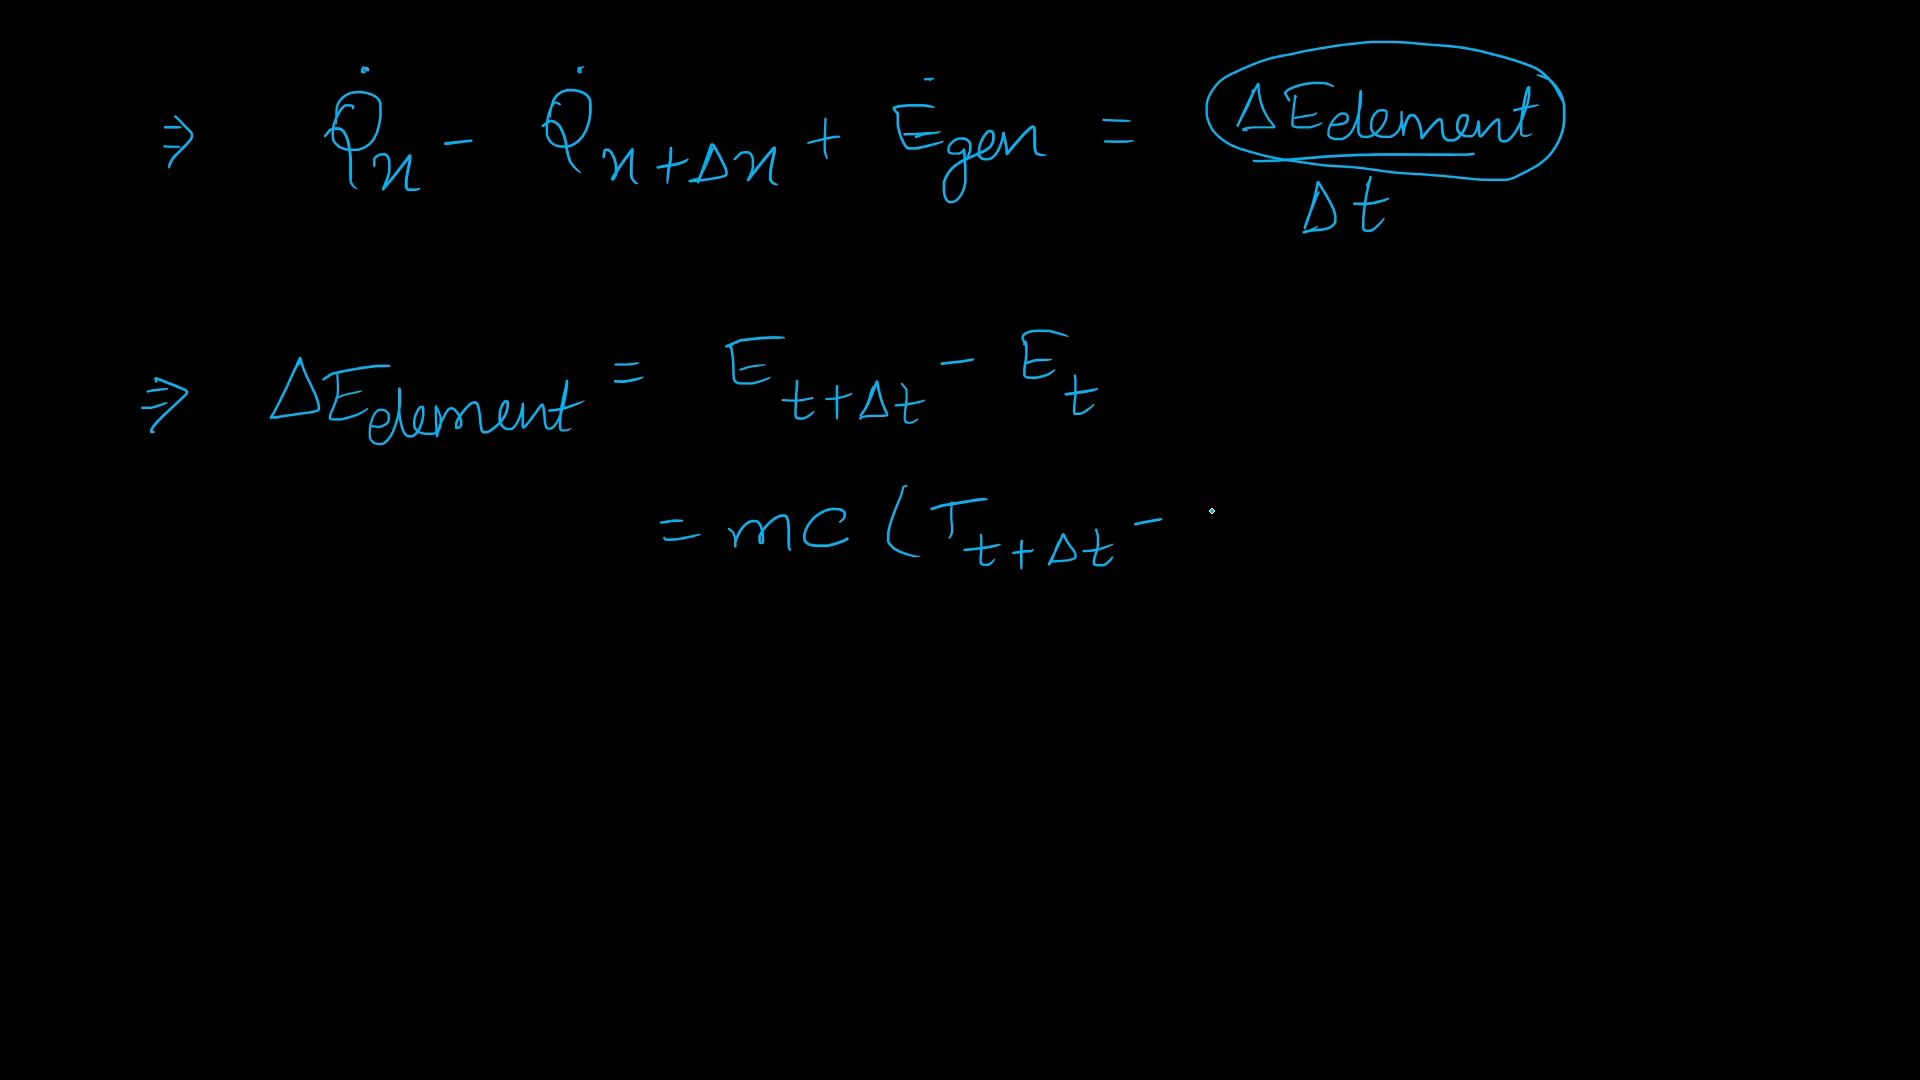 ⇒ Q̇x - Q̇x+Δx + Ėgen = ΔEelement / Δt
⇒ ΔEelement = Et+Δt - Et
= mc (Tt+Δt -